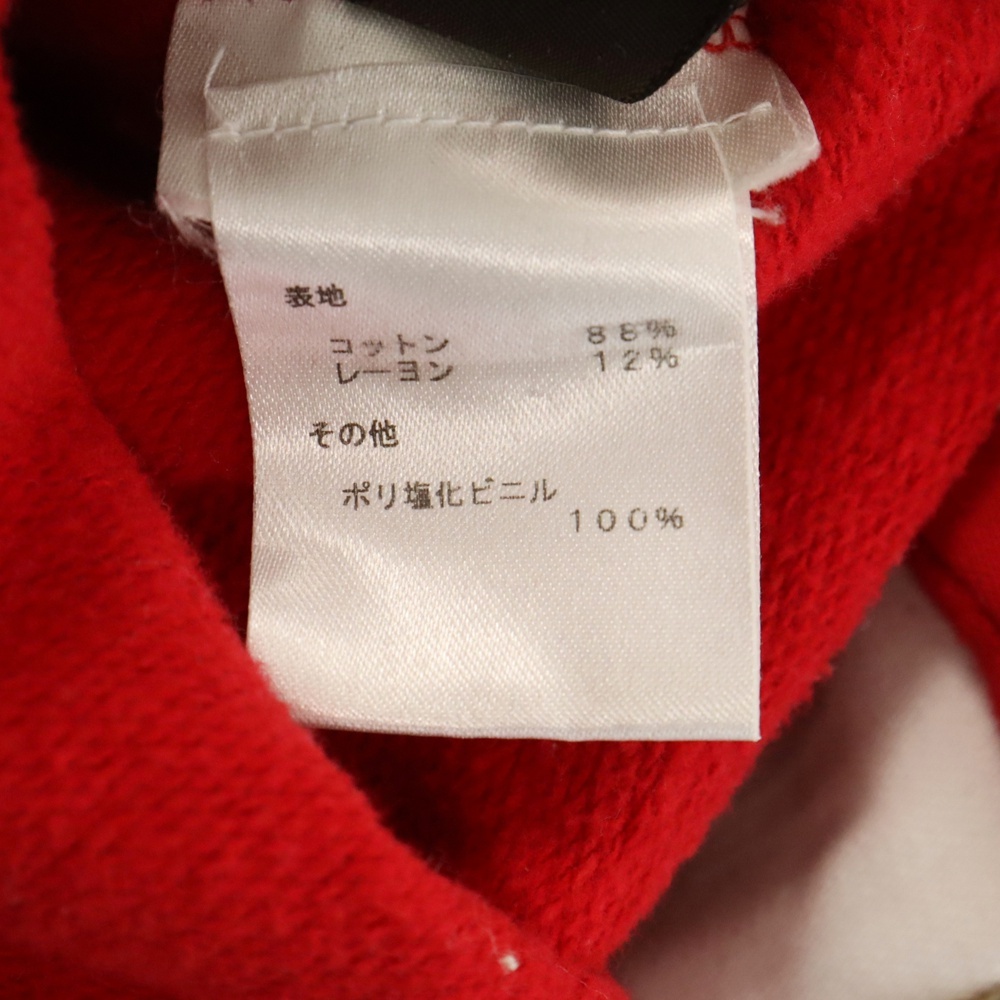 表地
コットン 88%
レーヨン 12%
その他
ポリ塩化ビニル
100%